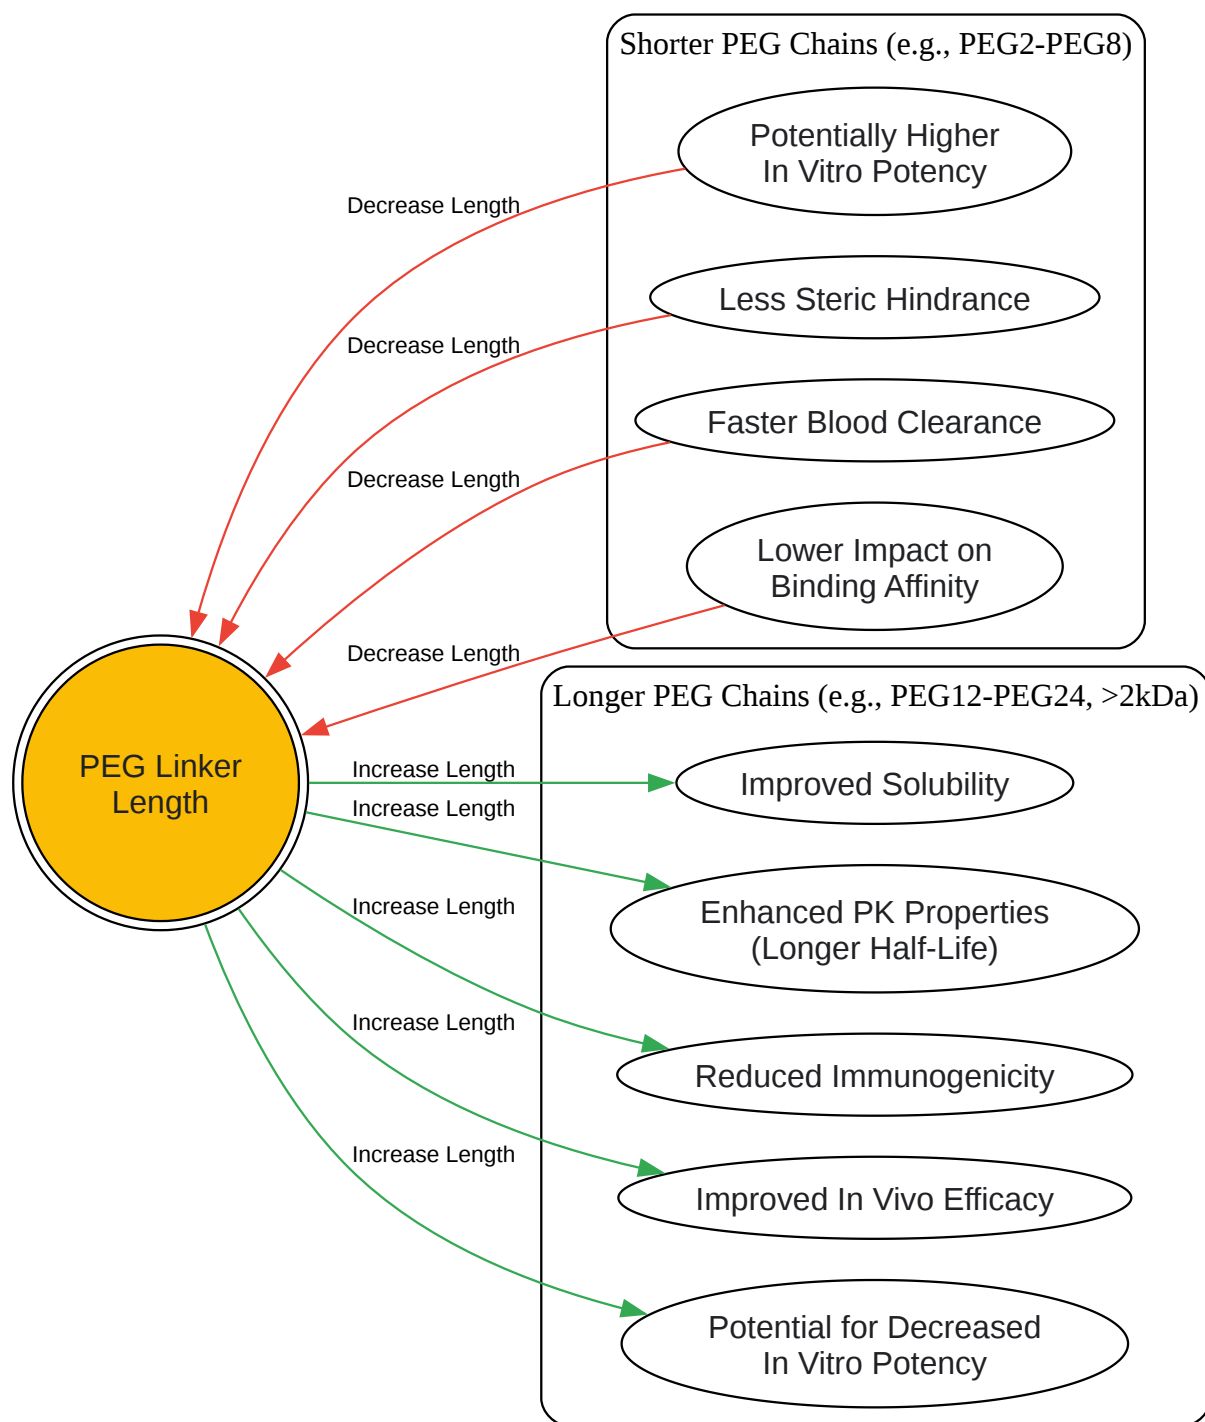 Shorter PEG Chains (e.g., PEG2-PEG8)
Potentially Higher
In Vitro Potency
Decrease Length
Less Steric Hindrance
Decrease Length
Faster Blood Clearance
Decrease Length
Lower Impact on
Binding Affinity
Decrease Length
Longer PEG Chains (e.g., PEG12-PEG24, >2kDa)
PEG Linker
Length
Increase Length
Improved Solubility
Increase Length
Enhanced PK Properties
(Longer Half-Life)
Increase Length
Reduced Immunogenicity
Increase Length
Improved In Vivo Efficacy
Increase Length
Potential for Decreased
In Vitro Potency